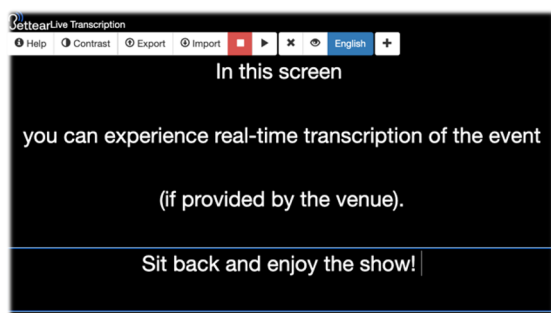 Bettear Live Transcription
Help Contrast Export Import English
In this screen
you can experience real-time transcription of the event
(if provided by the venue).
Sit back and enjoy the show!